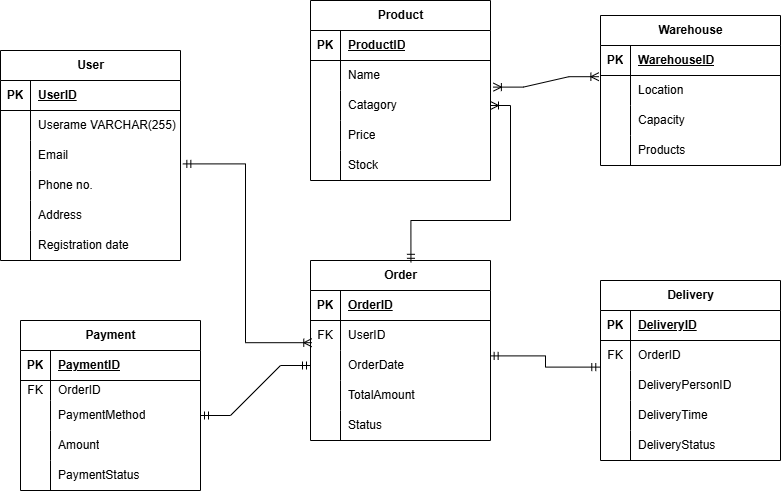 Product
PK ProductID
Name
Catagory
Price
Stock
Warehouse
PK WarehouseID
Location
Capacity
Products
User
PK UserID
Userame VARCHAR(255)
Email
Phone no.
Address
Registration date
Order
PK OrderID
FK UserID
OrderDate
TotalAmount
Status
Delivery
PK DeliveryID
FK OrderID
DeliveryPersonID
DeliveryTime
DeliveryStatus
Payment
PK PaymentID
FK OrderID
PaymentMethod
Amount
PaymentStatus